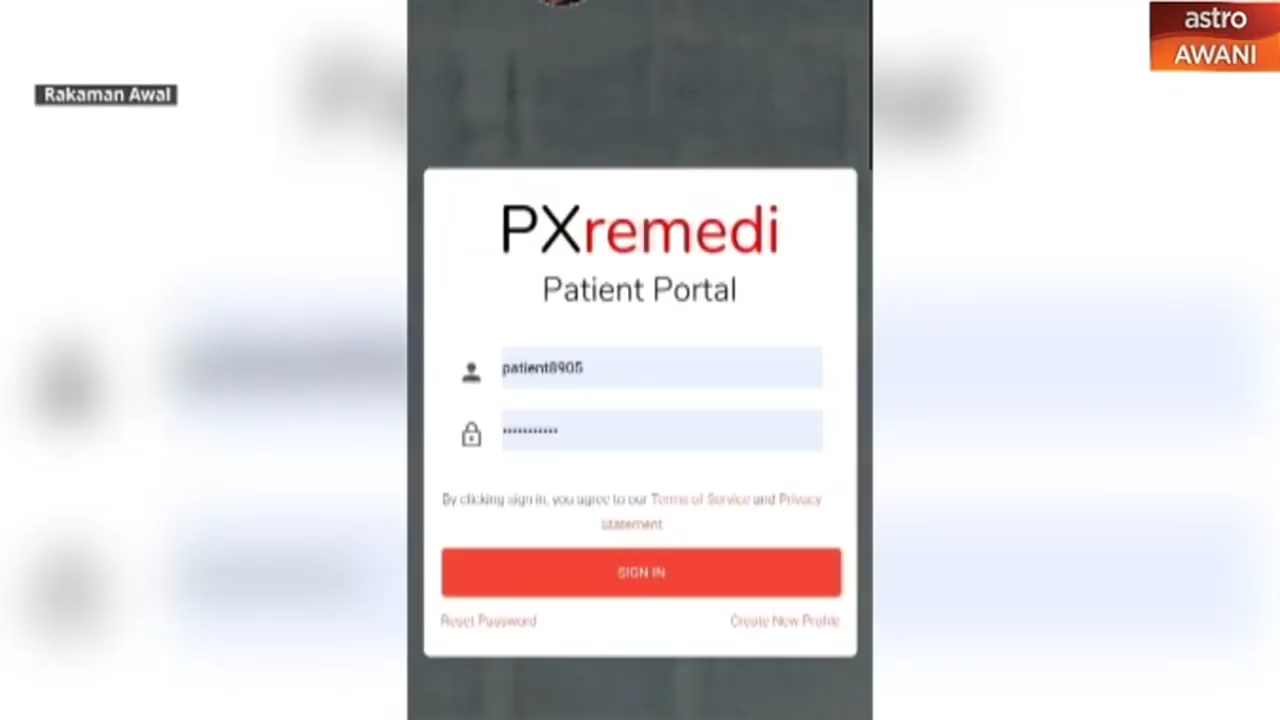 astro
AWANI
Rakaman Awal
PXremedi
Patient Portal
patient8905
•••••••••••
By clicking sign in, you agree to our Terms of Service and Privacy
statement
SIGN IN
Reset Password
Create New Profile